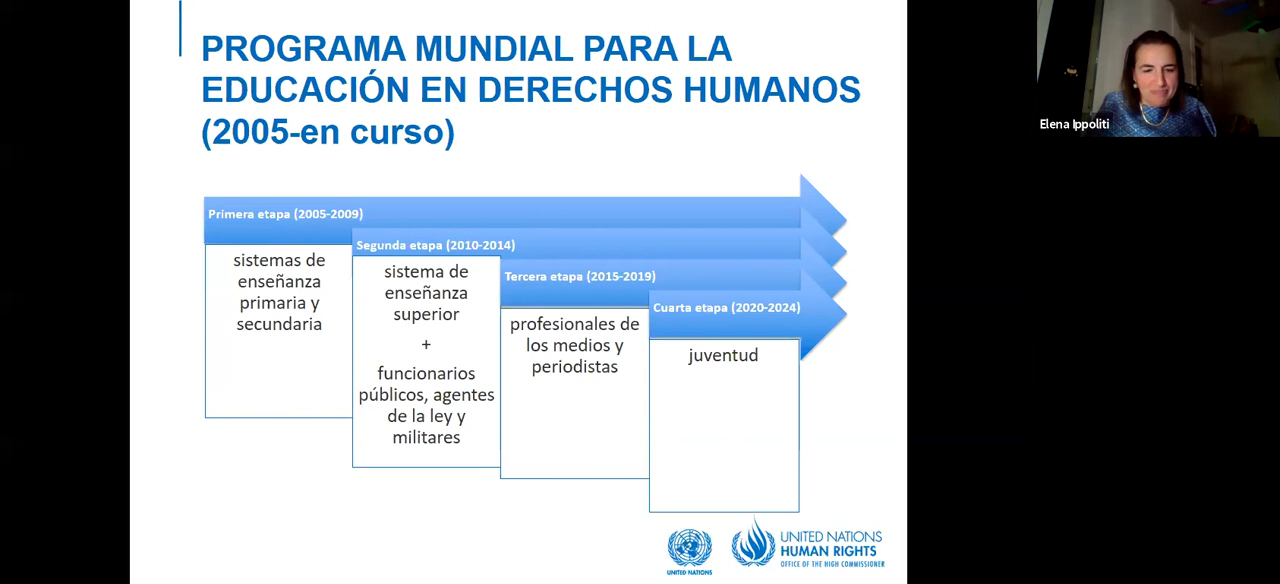 PROGRAMA MUNDIAL PARA LA
EDUCACIÓN EN DERECHOS HUMANOS
(2005-en curso)
Elena Ippoliti
Primera etapa (2005-2009)
sistemas de
enseñanza
primaria y
secundaria
Segunda etapa (2010-2014)
sistema de
enseñanza
superior
+
funcionarios
públicos, agentes
de la ley y
militares
Tercera etapa (2015-2019)
profesionales de
los medios y
periodistas
Cuarta etapa (2020-2024)
juventud
UNITED NATIONS
UNITED NATIONS
HUMAN RIGHTS
OFFICE OF THE HIGH COMMISSIONER